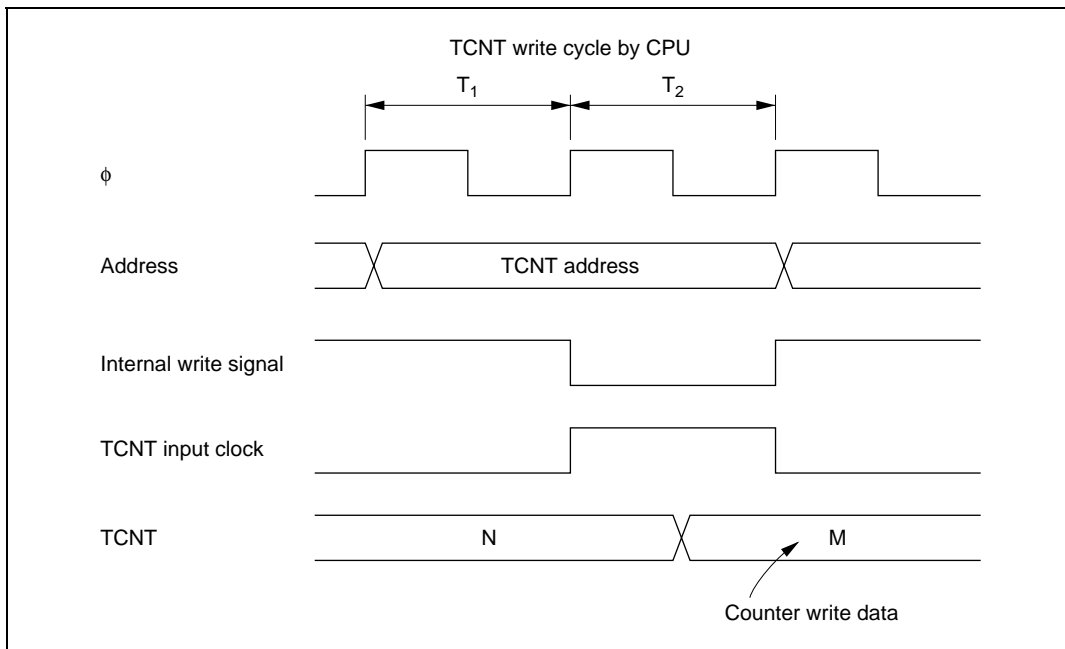 TCNT write cycle by CPU
T1 T2
ϕ
Address TCNT address
Internal write signal
TCNT input clock
TCNT N M
Counter write data